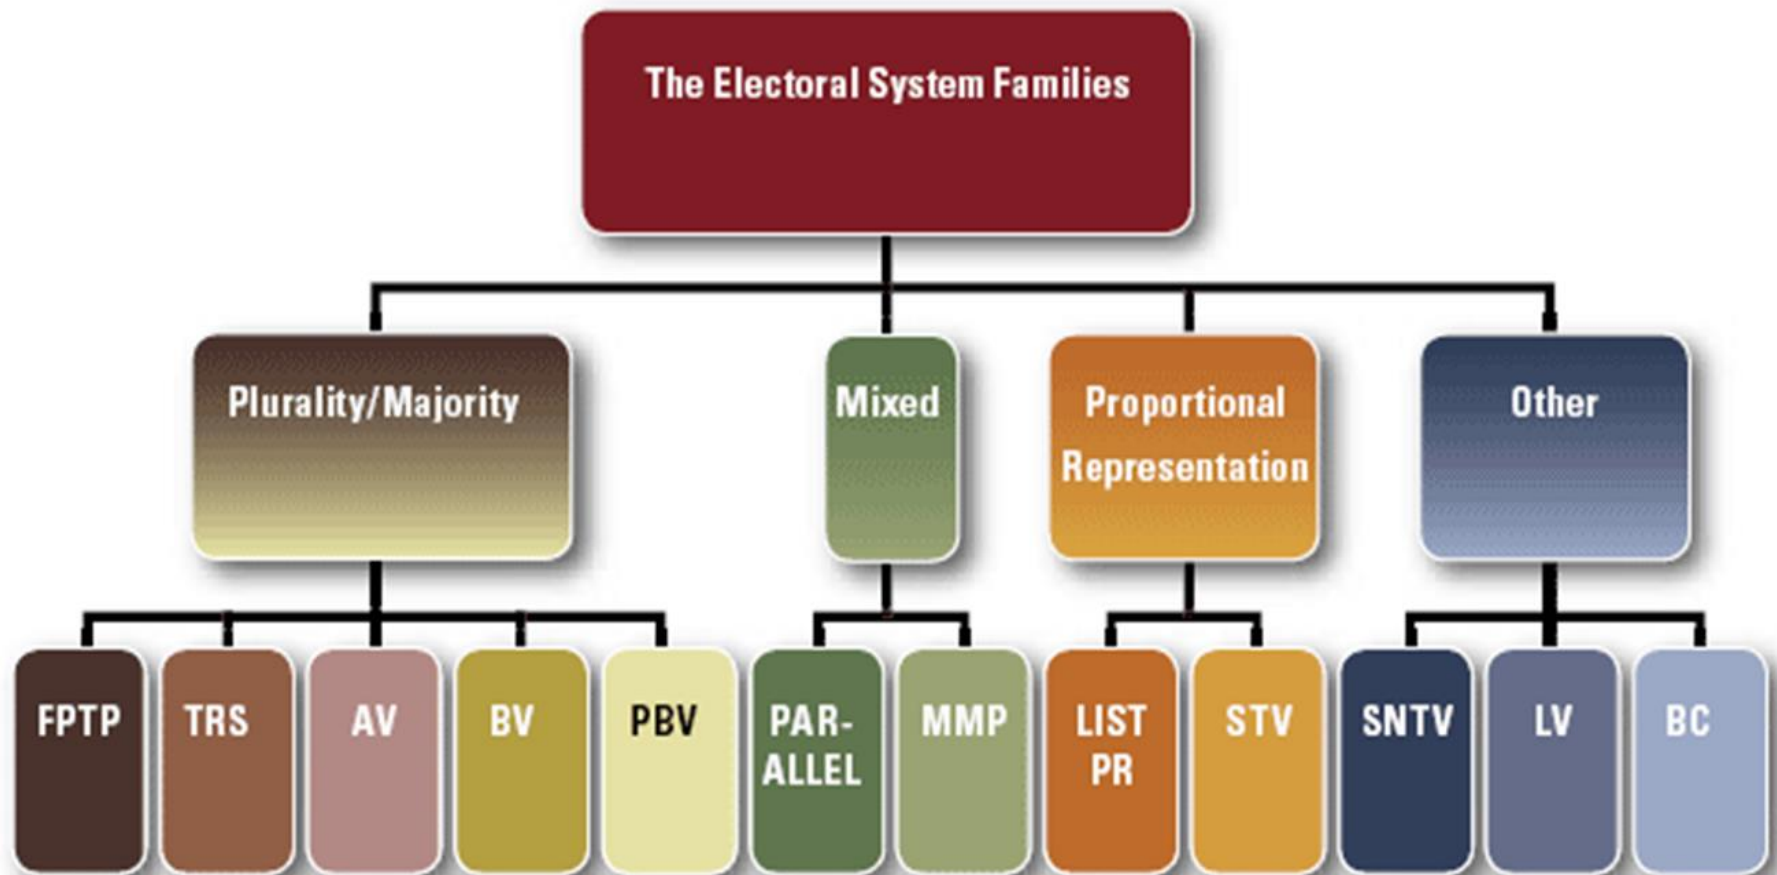 The Electoral System Families
Plurality/Majority
Mixed
Proportional
Representation
Other
FPTP
TRS
AV
BV
PBV
PAR-
ALLEL
MMP
LIST
PR
STV
SNTV
LV
BC